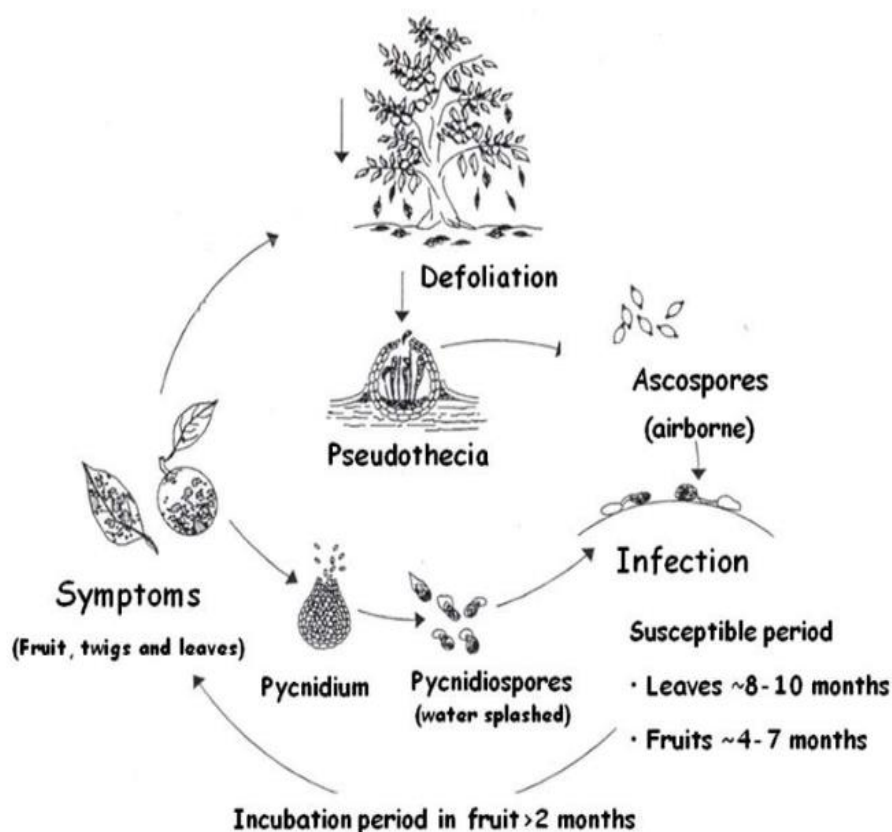 Defoliation
Pseudothecia
Ascospores
(airborne)
Infection
Symptoms
(Fruit, twigs and leaves)
Pycnidium
Pycnidiospores
(water splashed)
Susceptible period
· Leaves ~8-10 months
· Fruits ~4-7 months
Incubation period in fruit >2 months